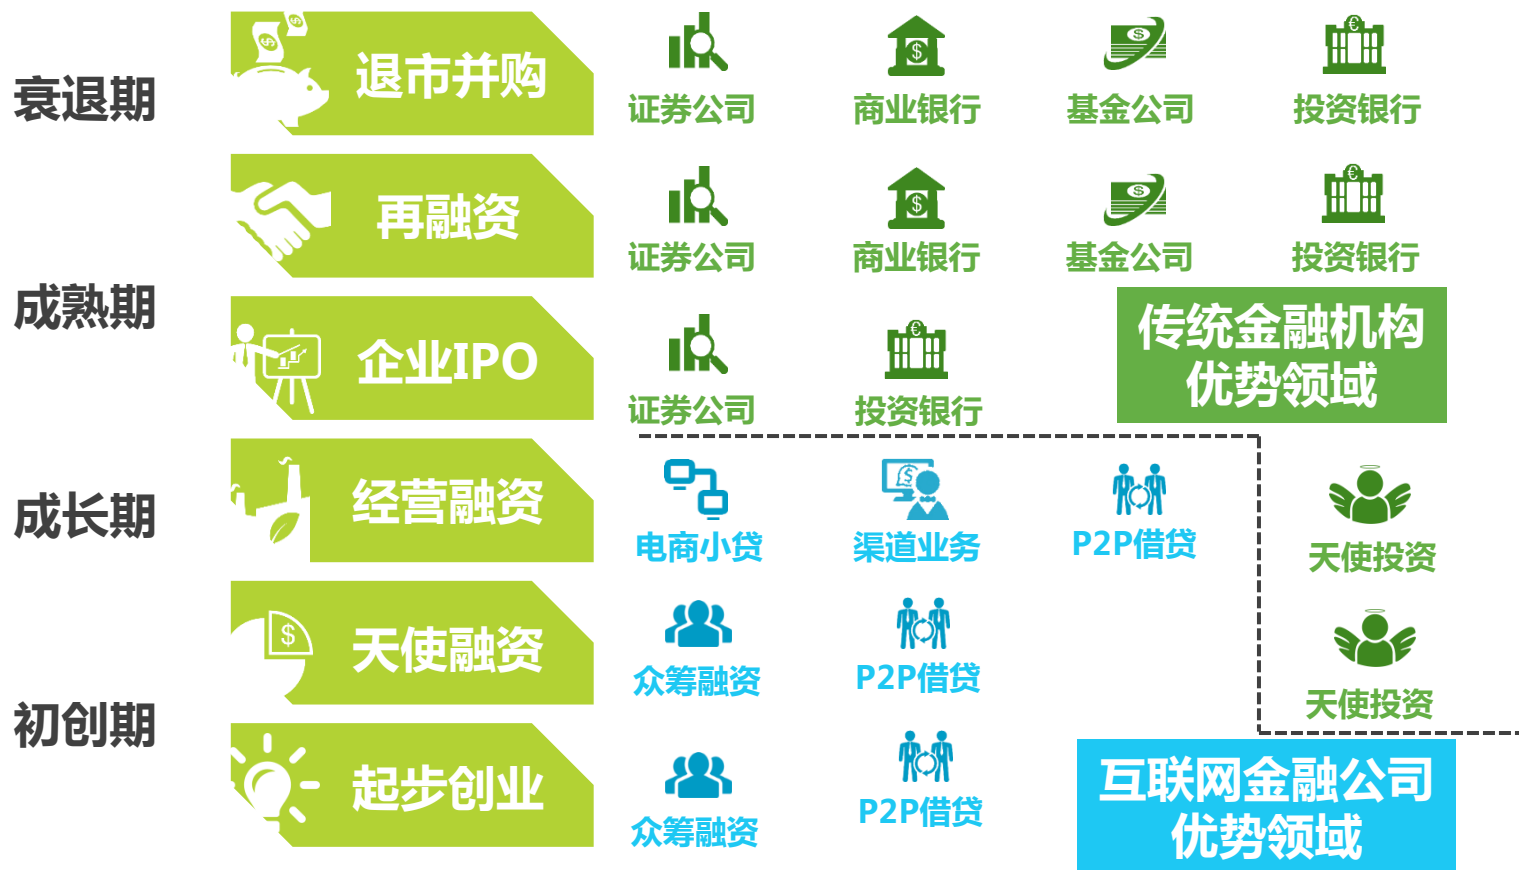 衰退期
退市并购
证券公司
商业银行
基金公司
投资银行
成熟期
再融资
证券公司
商业银行
基金公司
投资银行
企业IPO
证券公司
投资银行
传统金融机构
优势领域
成长期
经营融资
电商小贷
渠道业务
P2P借贷
天使投资
初创期
天使融资
众筹融资
P2P借贷
天使投资
起步创业
众筹融资
P2P借贷
互联网金融公司
优势领域